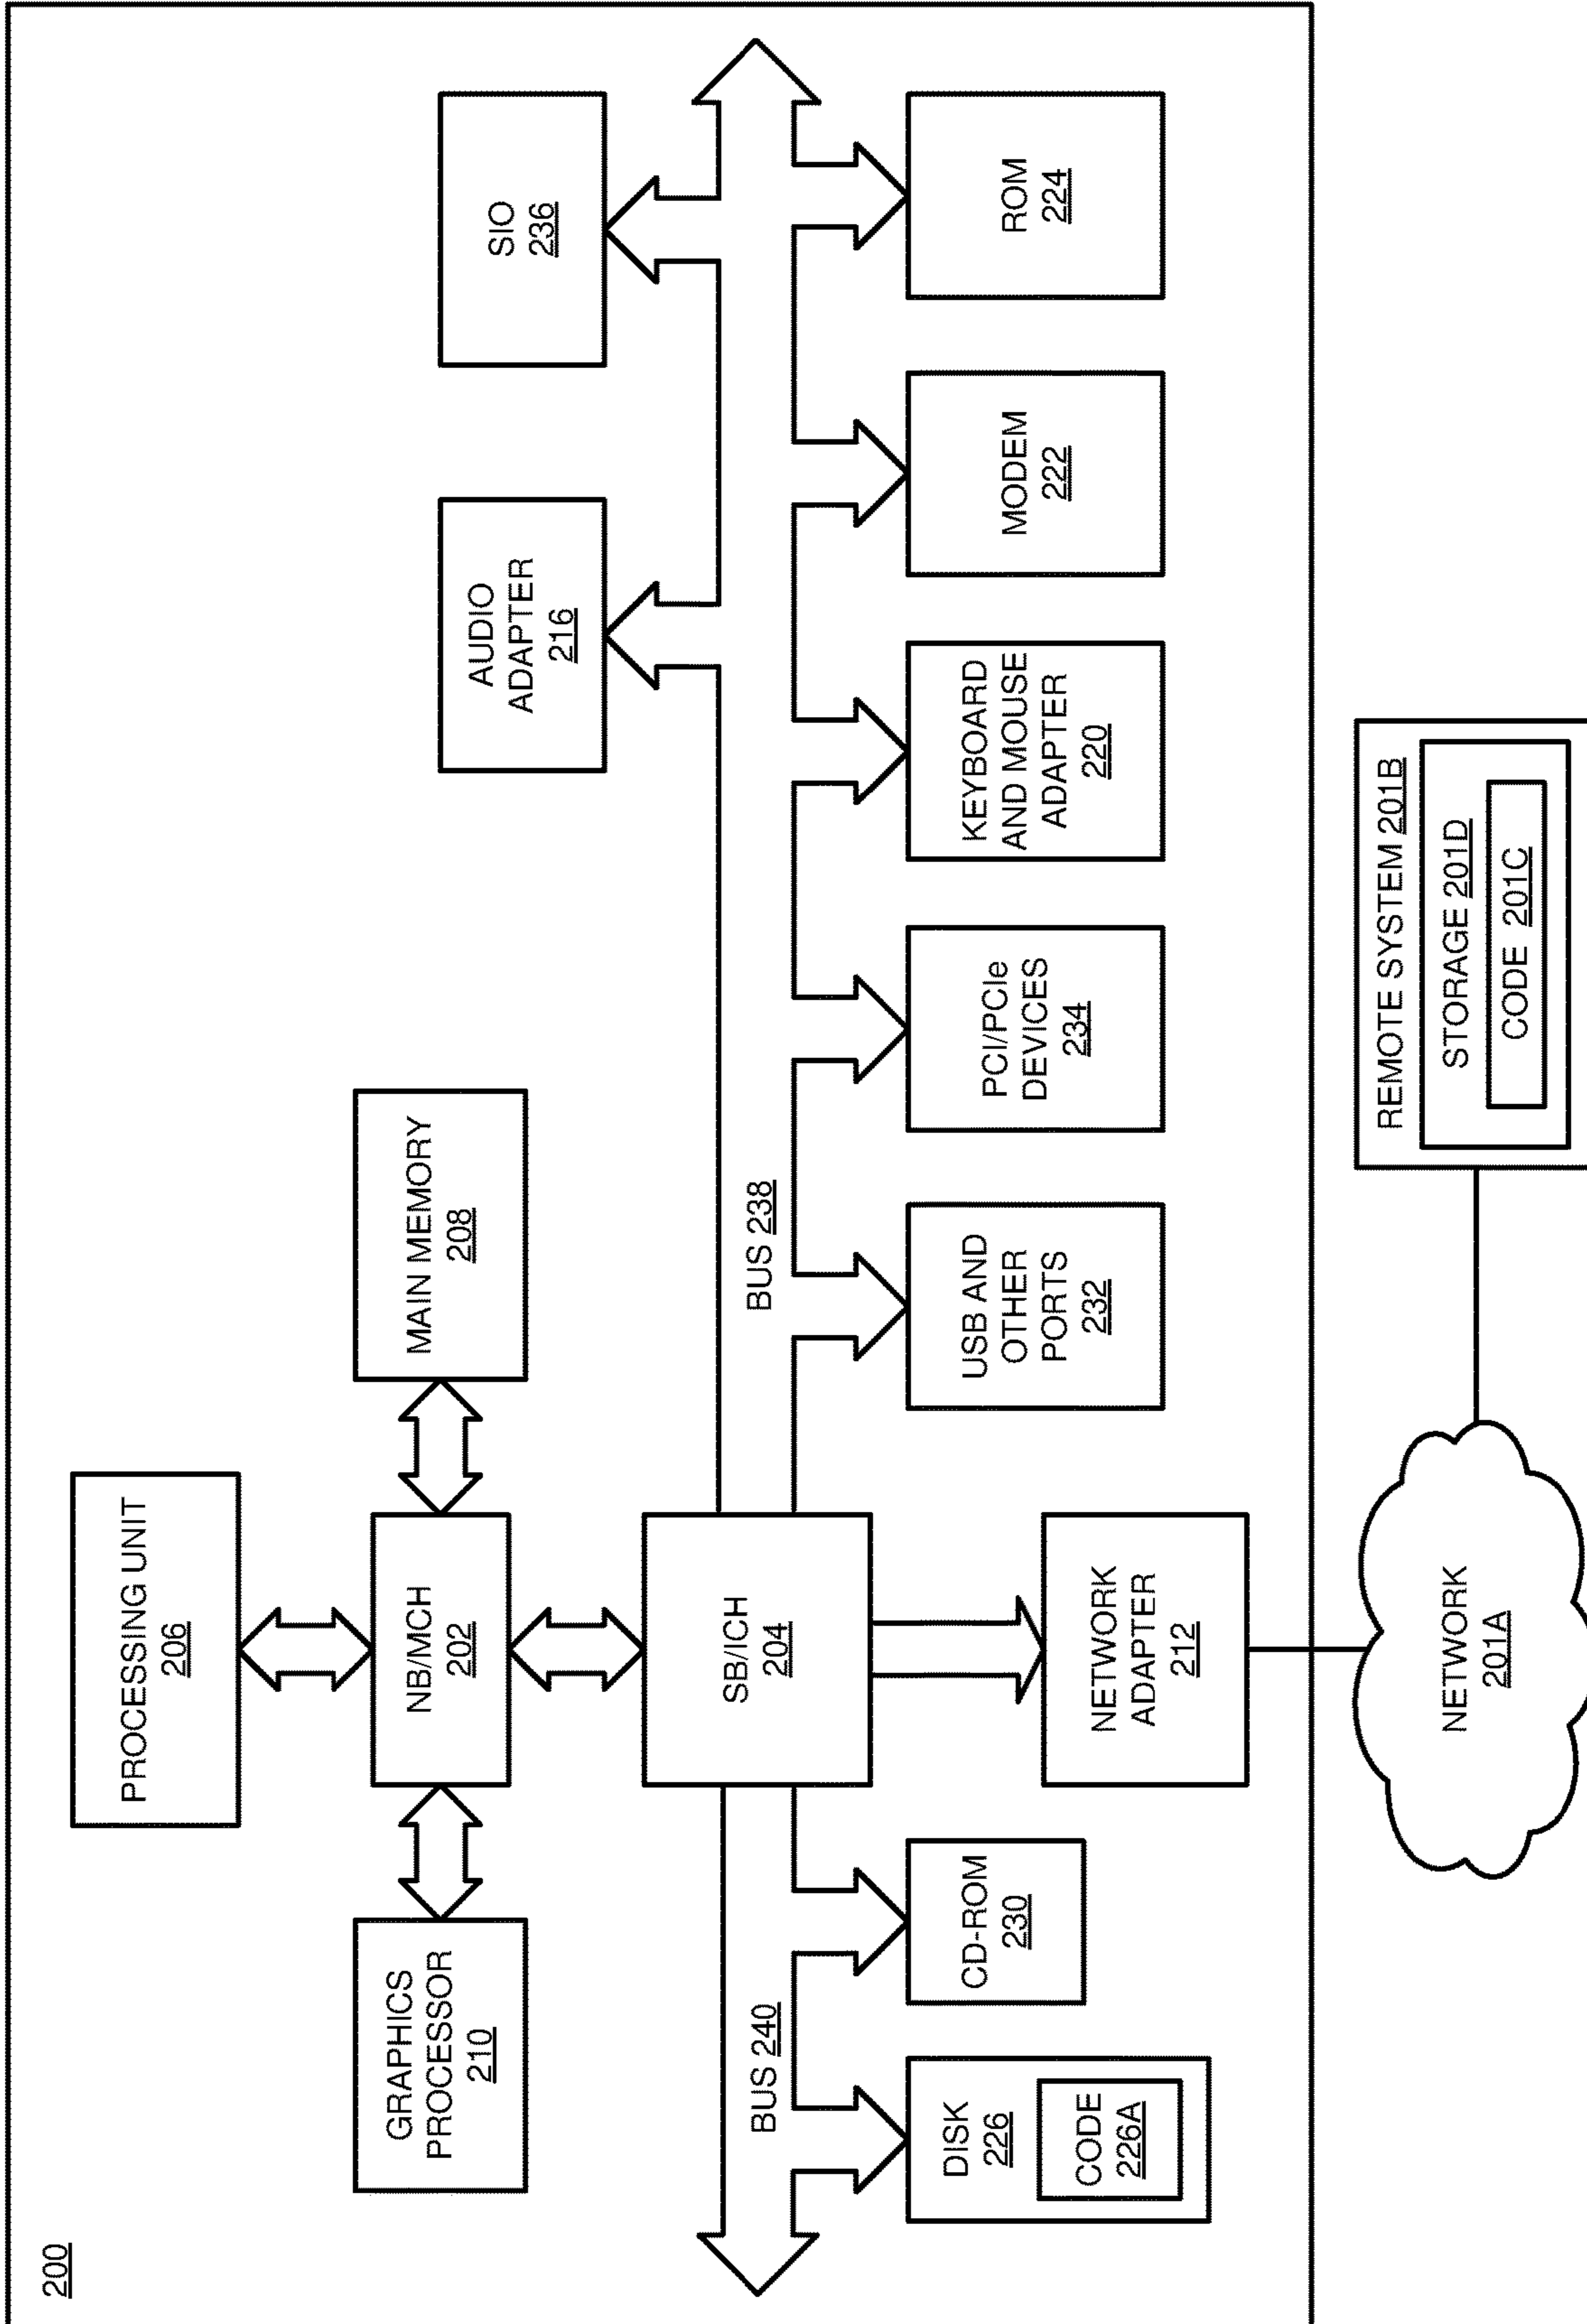 200
PROCESSING UNIT
206
GRAPHICS
PROCESSOR
210
NB/MCH
202
MAIN MEMORY
208
AUDIO
ADAPTER
216
SIO
236
SB/ICH
204
BUS 240
BUS 238
DISK
226
CODE
226A
CD-ROM
230
NETWORK
ADAPTER
212
USB AND
OTHER
PORTS
232
PCI/PCIe
DEVICES
234
KEYBOARD
AND MOUSE
ADAPTER
220
MODEM
222
ROM
224
NETWORK
201A
REMOTE SYSTEM 201B
STORAGE 201D
CODE 201C